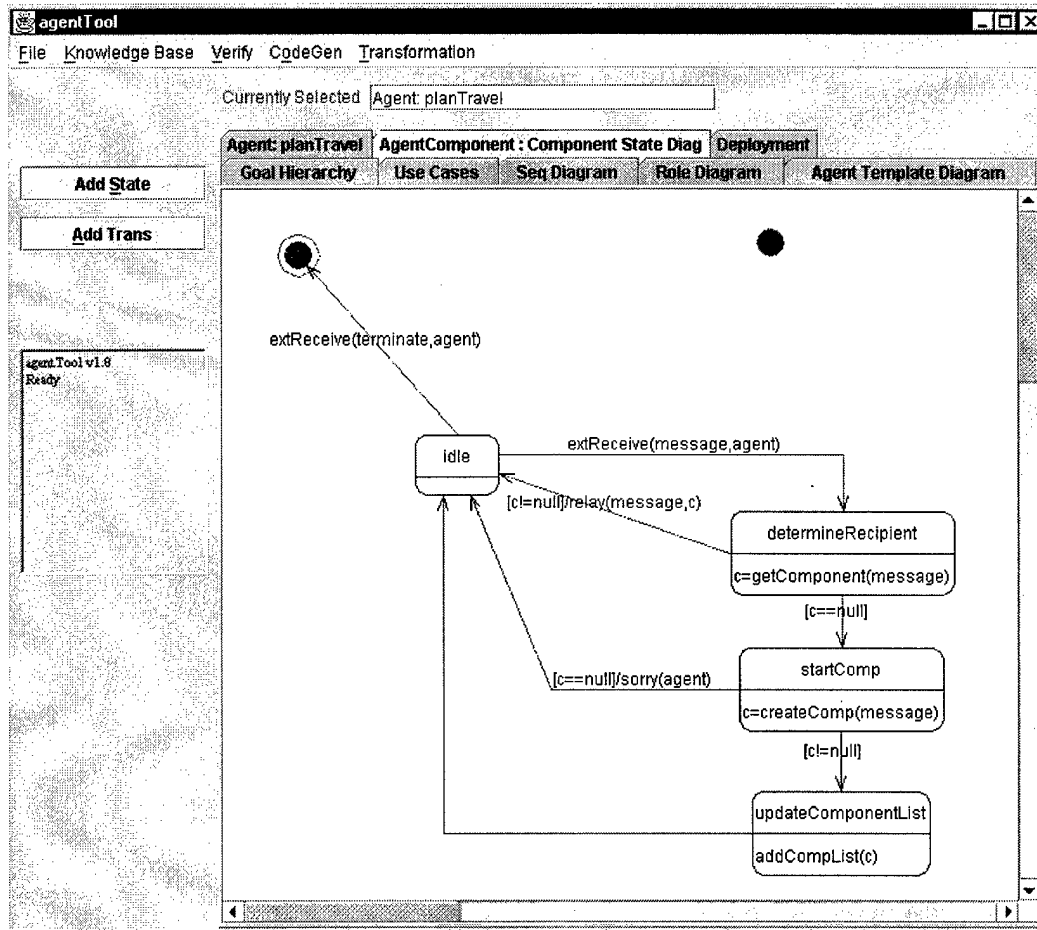 agentTool
File Knowledge Base Verify CodeGen Transformation
Currently Selected Agent: planTravel
Agent: planTravel AgentComponent : Component State Diag Deployment
Goal Hierarchy Use Cases Seq Diagram Role Diagram Agent Template Diagram
Add State
Add Trans
agentTool v1.8
Ready
extReceive(terminate,agent)
idle
extReceive(message,agent)
[c!=null]/relay(message,c)
determineRecipient
c=getComponent(message)
[c==null]
startComp
[c==null]/sorry(agent)
c=createComp(message)
[c!=null]
updateComponentList
addCompList(c)